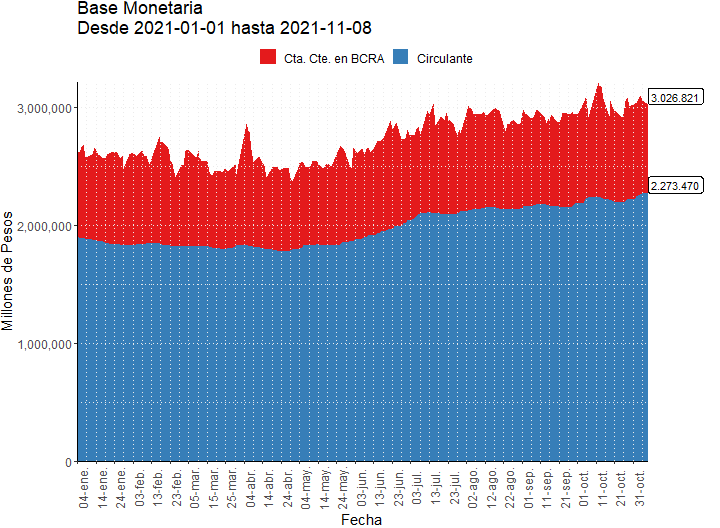 Base Monetaria
Desde 2021-01-01 hasta 2021-11-08
Cta. Cte. en BCRA
Circulante
3,000,000
2,000,000
1,000,000
0
Millones de Pesos
3.026.821
2.273.470
04-ene.
14-ene.
24-ene.
03-feb.
13-feb.
23-feb.
05-mar.
15-mar.
25-mar.
04-abr.
14-abr.
24-abr.
04-may.
14-may.
24-may.
03-jun.
13-jun.
23-jun.
03-jul.
13-jul.
23-jul.
02-ago.
12-ago.
22-ago.
01-sep.
11-sep.
21-sep.
01-oct.
11-oct.
21-oct.
31-oct.
Fecha